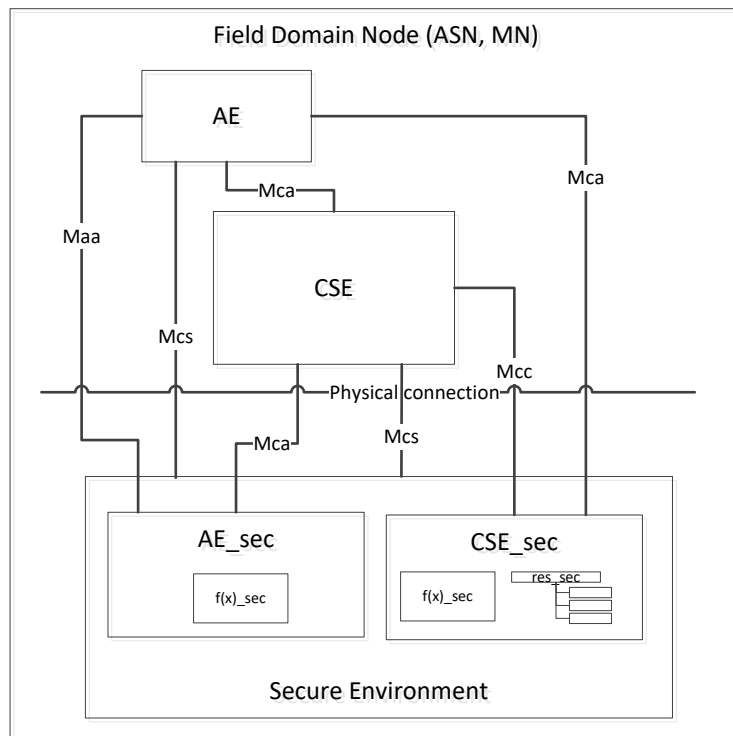 Field Domain Node (ASN, MN)
AE
Mca
Mca
Maa
CSE
Mcs
Mcc
Physical connection
Mca
Mcs
AE_sec
CSE_sec
res_sec
f(x)_sec
f(x)_sec
Secure Environment